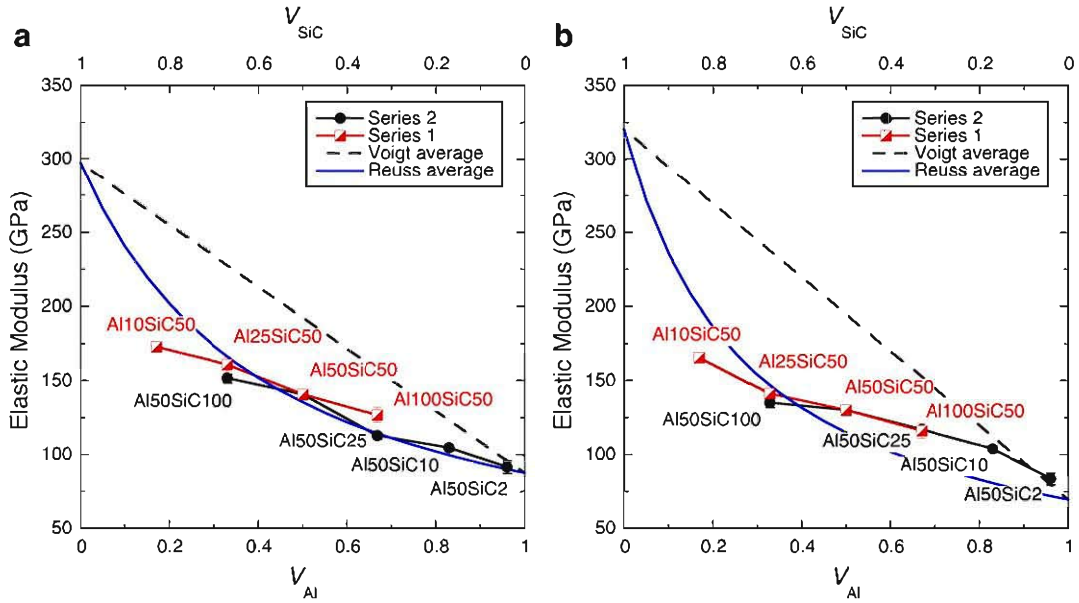 a
V SiC
1 0.8 0.6 0.4 0.2 0
350
300
250
200
150
100
50
Elastic Modulus (GPa)
Series 2
Series 1
Voigt average
Reuss average
Al10SiC50
Al25SiC50
Al50SiC50
Al100SiC50
Al50SiC100
Al50SiC25
Al50SiC10
Al50SiC2
0 0.2 0.4 0.6 0.8 1
V Al
b
V SiC
1 0.8 0.6 0.4 0.2 0
350
300
250
200
150
100
50
Elastic Modulus (GPa)
Series 2
Series 1
Voigt average
Reuss average
Al10SiC50
Al25SiC50
Al50SiC50
Al100SiC50
Al50SiC100
Al50SiC25
Al50SiC10
Al50SiC2
0 0.2 0.4 0.6 0.8 1
V Al